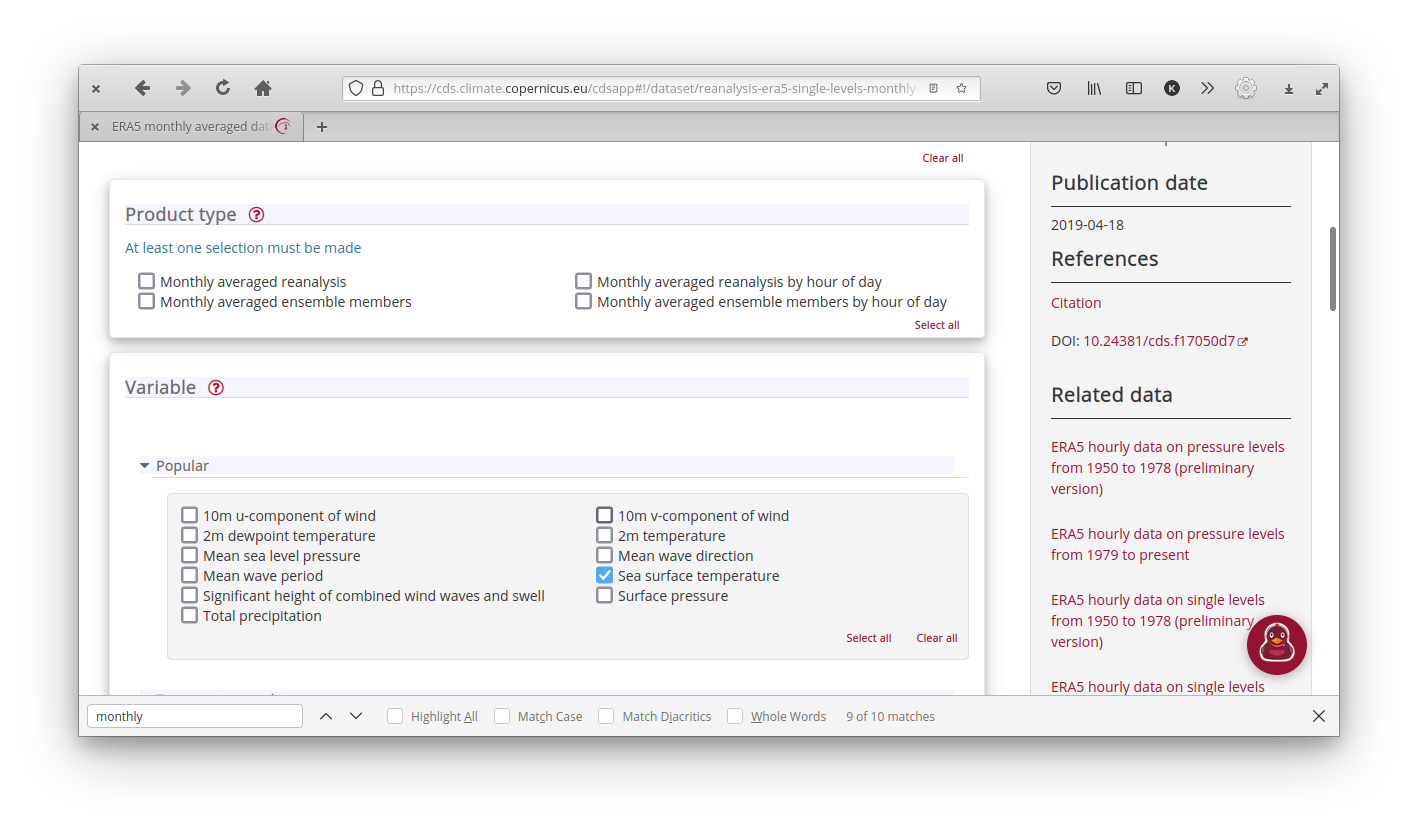 https://cds.climate.copernicus.eu/cdsapp#!/dataset/reanalysis-era5-single-levels-monthly-
K
ERA5 monthly averaged dat
Clear all
Product type ?
At least one selection must be made
Monthly averaged reanalysis
Monthly averaged reanalysis by hour of day
Monthly averaged ensemble members
Monthly averaged ensemble members by hour of day
Select all
Variable ?
Popular
10m u-component of wind
10m v-component of wind
2m dewpoint temperature
2m temperature
Mean sea level pressure
Mean wave direction
Mean wave period
Sea surface temperature
Significant height of combined wind waves and swell
Surface pressure
Total precipitation
Select all
Clear all
Publication date
2019-04-18
References
Citation
DOI: 10.24381/cds.f17050d7
Related data
ERA5 hourly data on pressure levels
from 1950 to 1978 (preliminary
version)
ERA5 hourly data on pressure levels
from 1979 to present
ERA5 hourly data on single levels
from 1950 to 1978 (preliminary
version)
ERA5 hourly data on single levels
monthly
Highlight All
Match Case
Match Diacritics
Whole Words
9 of 10 matches